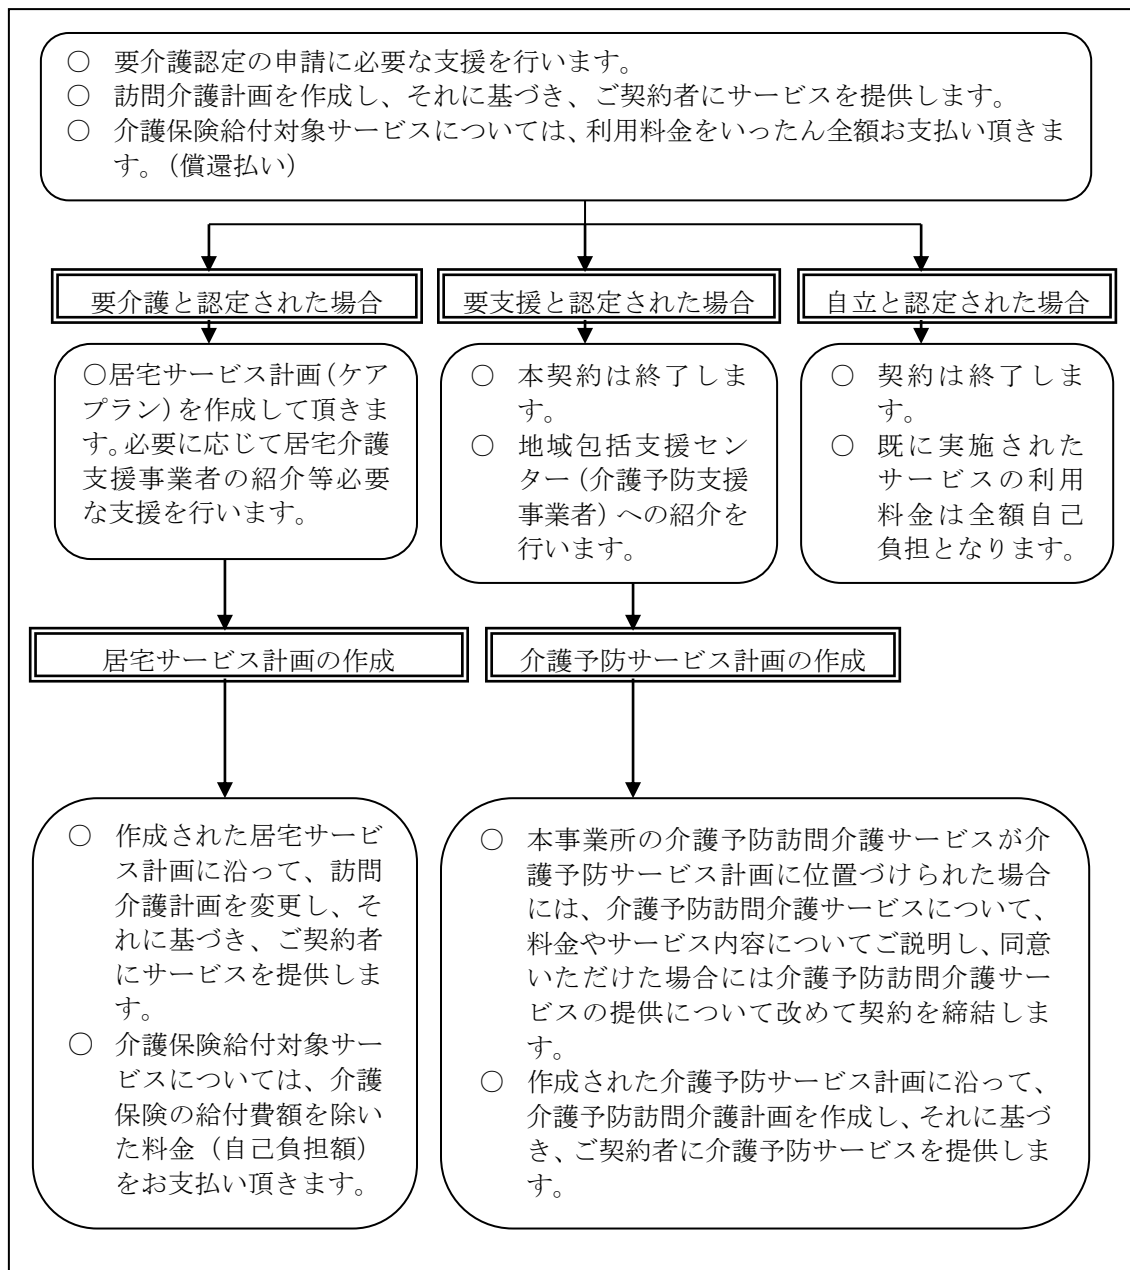 ○ 要介護認定の申請に必要な支援を行います。
○ 訪問介護計画を作成し、それに基づき、ご契約者にサービスを提供します。
○ 介護保険給付対象サービスについては、利用料金をいったん全額お支払い頂きま
す。（償還払い）
要介護と認定された場合
要支援と認定された場合
自立と認定された場合
○居宅サービス計画（ケア
プラン）を作成して頂きま
す。必要に応じて居宅介護
支援事業者の紹介等必要
な支援を行います。
○ 本契約は終了しま
す。
○ 地域包括支援セン
ター（介護予防支援
事業者）への紹介を
行います。
○ 契約は終了しま
す。
○ 既に実施された
サービスの利用
料金は全額自己
負担となります。
居宅サービス計画の作成
介護予防サービス計画の作成
○ 作成された居宅サービ
ス計画に沿って、訪問
介護計画を変更し、そ
れに基づき、ご契約者
にサービスを提供しま
す。
○ 介護保険給付対象サー
ビスについては、介護
保険の給付費額を除い
た料金（自己負担額）
をお支払い頂きます。
○ 本事業所の介護予防訪問介護サービスが介
護予防サービス計画に位置づけられた場合
には、介護予防訪問介護サービスについて、
料金やサービス内容についてご説明し、同意
いただけた場合には介護予防訪問介護サー
ビスの提供について改めて契約を締結しま
す。
○ 作成された介護予防サービス計画に沿って、
介護予防訪問介護計画を作成し、それに基づ
き、ご契約者に介護予防サービスを提供しま
す。